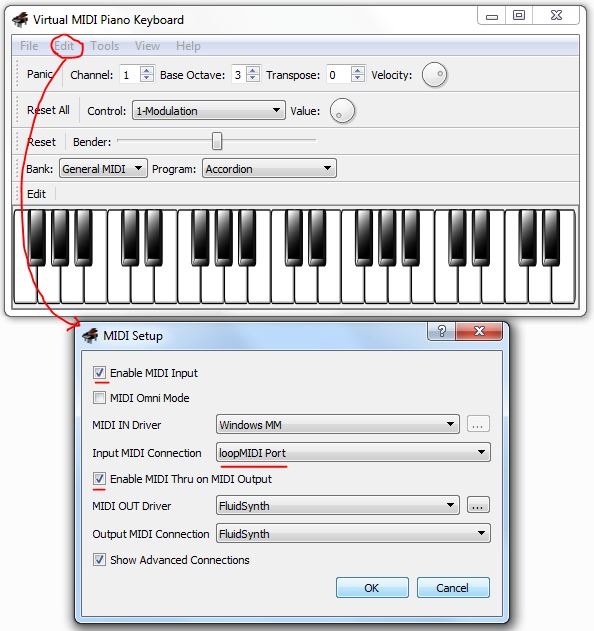 Virtual MIDI Piano Keyboard
File Edit Tools View Help
Panic Channel: 1 Base Octave: 3 Transpose: 0 Velocity:
Reset All Control: 1-Modulation Value:
Reset Bender:
Bank: General MIDI Program: Accordion
Edit
MIDI Setup
?
Enable MIDI Input
MIDI Omni Mode
MIDI IN Driver Windows MM ...
Input MIDI Connection loopMIDI Port
Enable MIDI Thru on MIDI Output
MIDI OUT Driver FluidSynth ...
Output MIDI Connection FluidSynth
Show Advanced Connections
OK Cancel